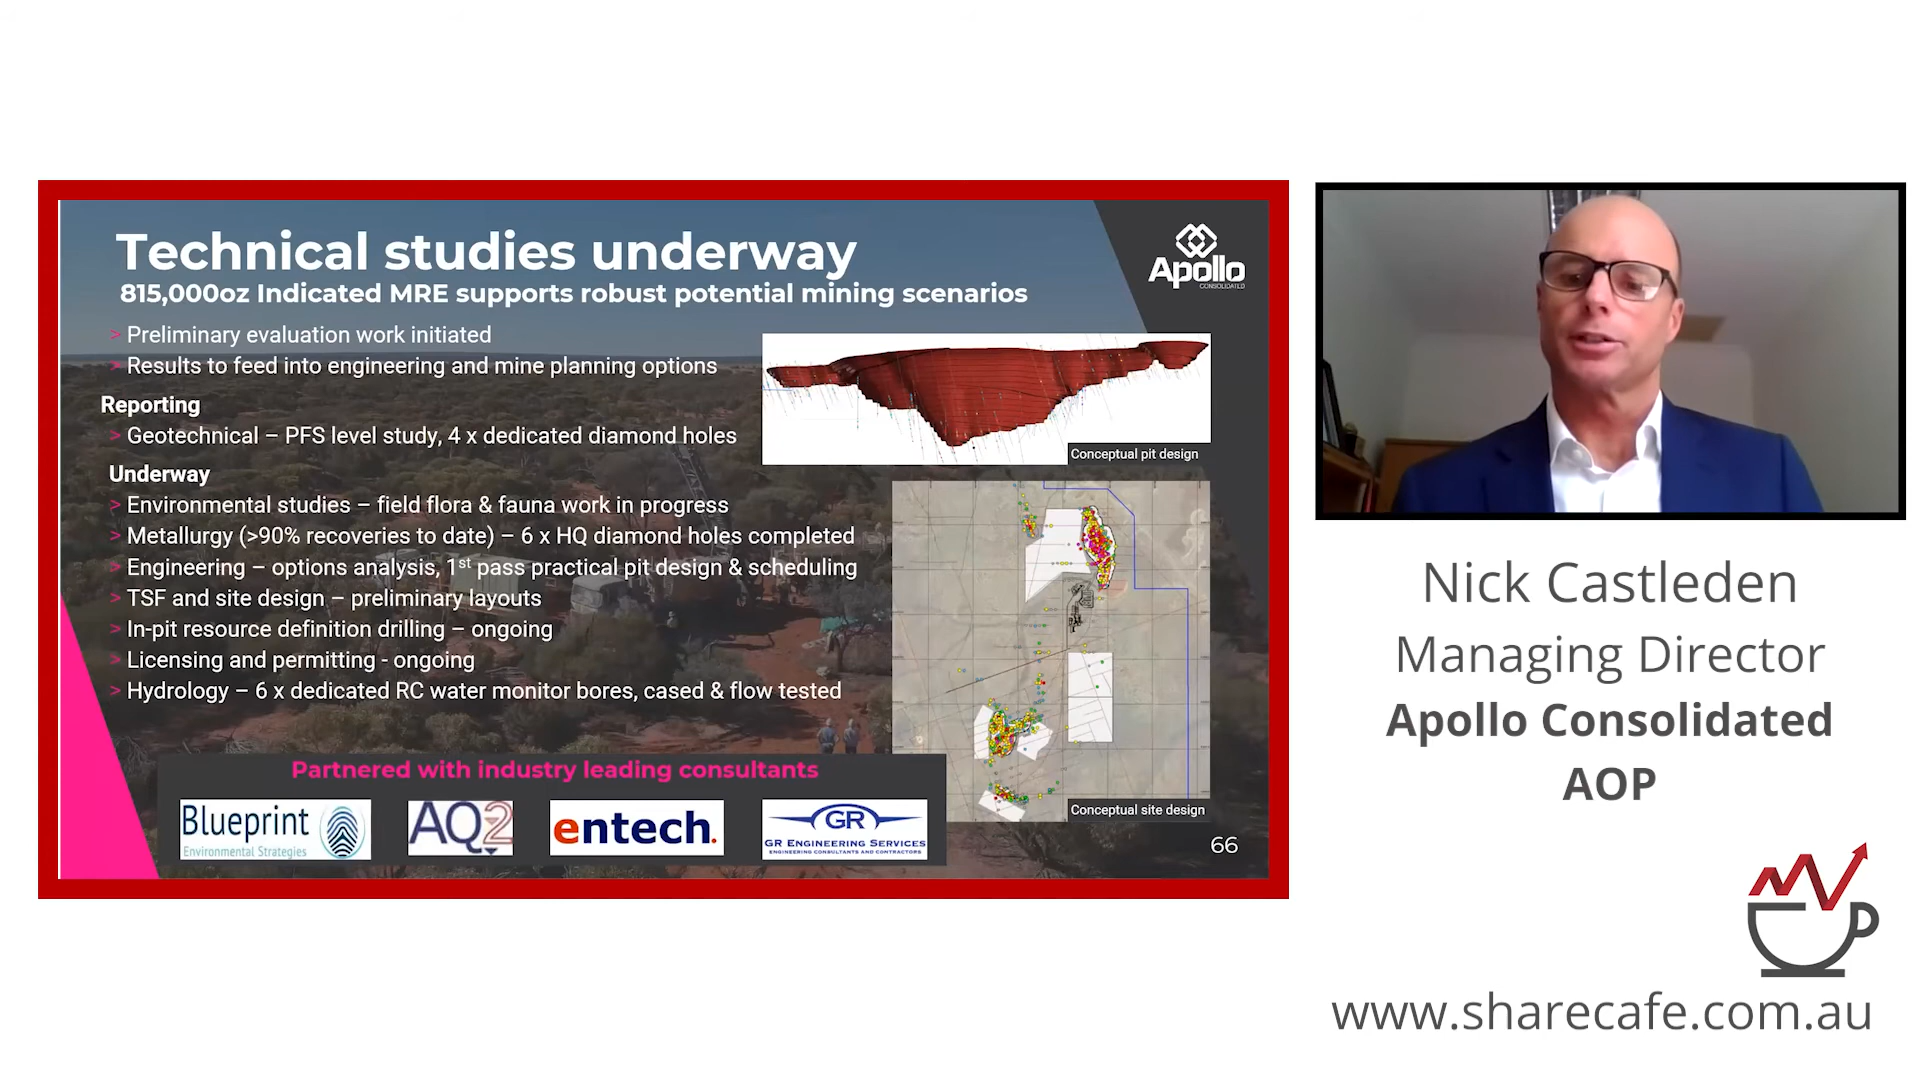 Technical studies underway
815,000oz Indicated MRE supports robust potential mining scenarios
> Preliminary evaluation work initiated
> Results to feed into engineering and mine planning options
Reporting
> Geotechnical – PFS level study, 4 x dedicated diamond holes
Underway
> Environmental studies – field flora & fauna work in progress
> Metallurgy (>90% recoveries to date) – 6 x HQ diamond holes completed
> Engineering – options analysis, 1st pass practical pit design & scheduling
> TSF and site design – preliminary layouts
> In-pit resource definition drilling – ongoing
> Licensing and permitting - ongoing
> Hydrology – 6 x dedicated RC water monitor bores, cased & flow tested
Apollo
CONSOLIDATED
Conceptual pit design
Conceptual site design
Partnered with industry leading consultants
Blueprint
Environmental Strategies
AQ2
entech.
GR
GR ENGINEERING SERVICES
ENGINEERING CONSULTANTS AND CONTRACTORS
66
Nick Castleden
Managing Director
Apollo Consolidated
AOP
www.sharecafe.com.au